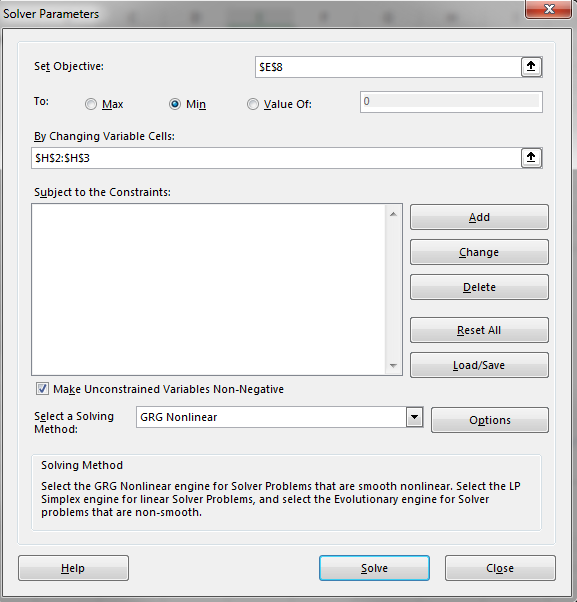 Solver Parameters
Set Objective:
$E$8
To:
Max
Min
Value Of:
0
By Changing Variable Cells:
$H$2:$H$3
Subject to the Constraints:
Add
Change
Delete
Reset All
Load/Save
Make Unconstrained Variables Non-Negative
Select a Solving
Method:
GRG Nonlinear
Options
Solving Method
Select the GRG Nonlinear engine for Solver Problems that are smooth nonlinear. Select the LP
Simplex engine for linear Solver Problems, and select the Evolutionary engine for Solver
problems that are non-smooth.
Help
Solve
Close